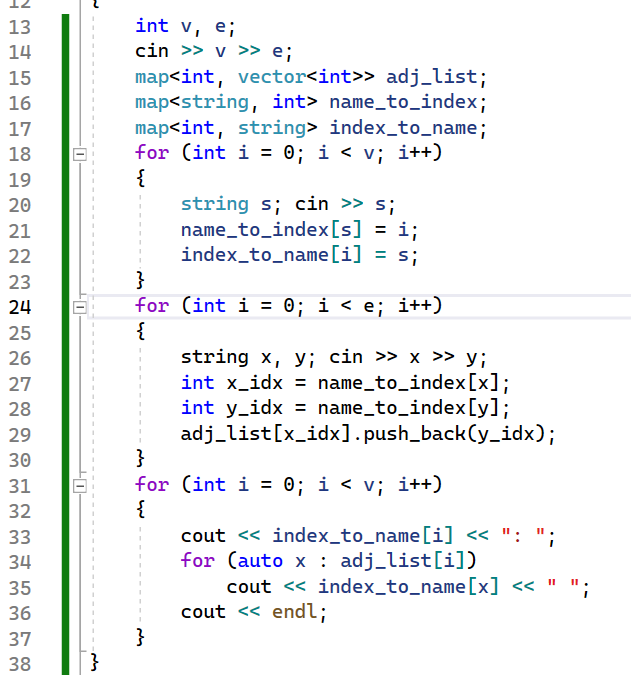 12 {
13 int v, e;
14 cin >> v >> e;
15 map<int, vector<int>> adj_list;
16 map<string, int> name_to_index;
17 map<int, string> index_to_name;
18 for (int i = 0; i < v; i++)
19 {
20 string s; cin >> s;
21 name_to_index[s] = i;
22 index_to_name[i] = s;
23 }
24 for (int i = 0; i < e; i++)
25 {
26 string x, y; cin >> x >> y;
27 int x_idx = name_to_index[x];
28 int y_idx = name_to_index[y];
29 adj_list[x_idx].push_back(y_idx);
30 }
31 for (int i = 0; i < v; i++)
32 {
33 cout << index_to_name[i] << ": ";
34 for (auto x : adj_list[i])
35 cout << index_to_name[x] << " ";
36 cout << endl;
37 }
38 }